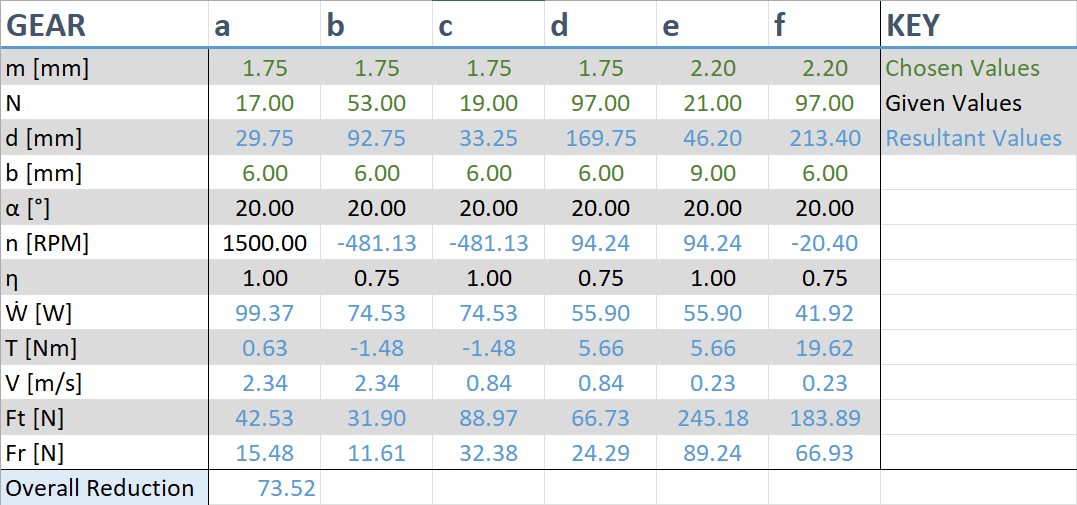 GEAR a b c d e f KEY
m [mm] 1.75 1.75 1.75 1.75 2.20 2.20 Chosen Values
N 17.00 53.00 19.00 97.00 21.00 97.00 Given Values
d [mm] 29.75 92.75 33.25 169.75 46.20 213.40 Resultant Values
b [mm] 6.00 6.00 6.00 6.00 9.00 6.00
α [°] 20.00 20.00 20.00 20.00 20.00 20.00
n [RPM] 1500.00 -481.13 -481.13 94.24 94.24 -20.40
η 1.00 0.75 1.00 0.75 1.00 0.75
Ẇ [W] 99.37 74.53 74.53 55.90 55.90 41.92
T [Nm] 0.63 -1.48 -1.48 5.66 5.66 19.62
V [m/s] 2.34 2.34 0.84 0.84 0.23 0.23
Ft [N] 42.53 31.90 88.97 66.73 245.18 183.89
Fr [N] 15.48 11.61 32.38 24.29 89.24 66.93
Overall Reduction 73.52